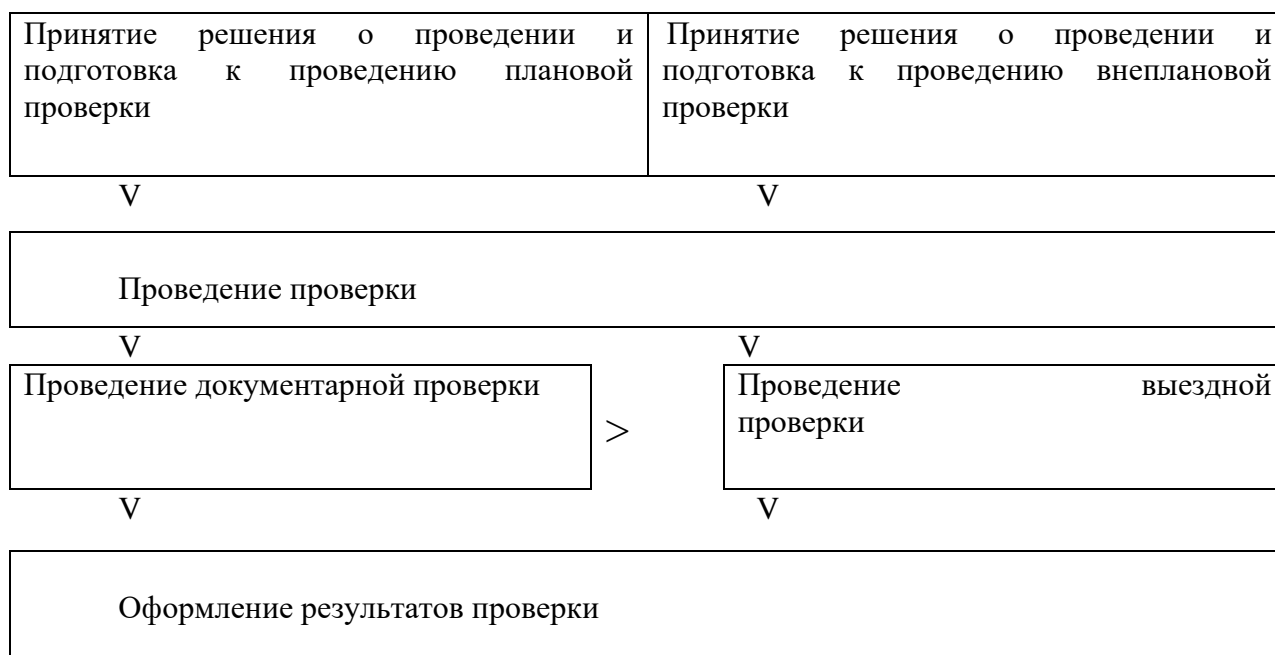 Принятие решения о проведении и
подготовка к проведению плановой
проверки
Принятие решения о проведении и
подготовка к проведению внеплановой
проверки
V V
Проведение проверки
V V
Проведение документарной проверки
>
Проведение выездной
проверки
V V
Оформление результатов проверки